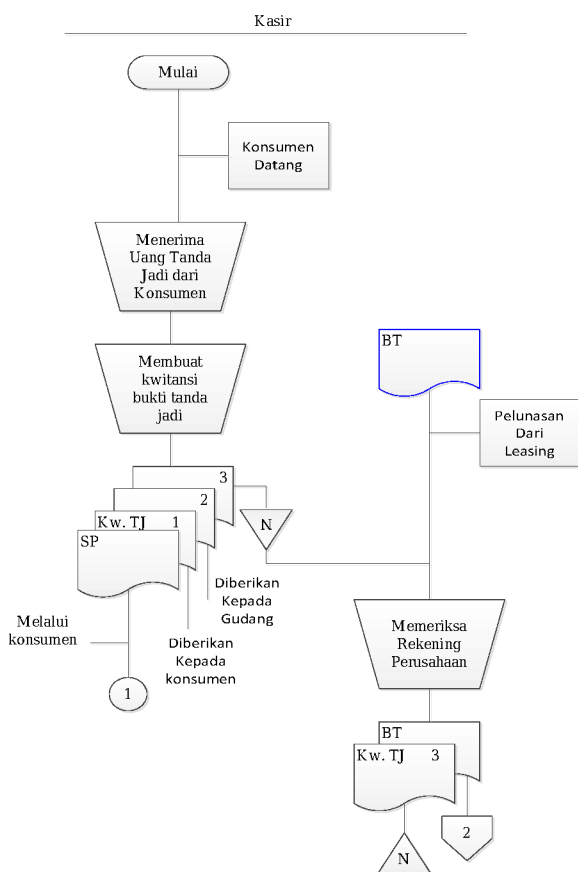 Kasir
Mulai
Konsumen
Datang
Menerima
Uang Tanda
Jadi dari
Konsumen
Membuat
kwitansi
bukti tanda
jadi
3
2
Kw. TJ 1
SP
N
Diberikan
Kepada
Gudang
Diberikan
Kepada
konsumen
Melalui
konsumen
1
BT
Pelunasan
Dari
Leasing
Memeriksa
Rekening
Perusahaan
BT
Kw. TJ 3
2
N